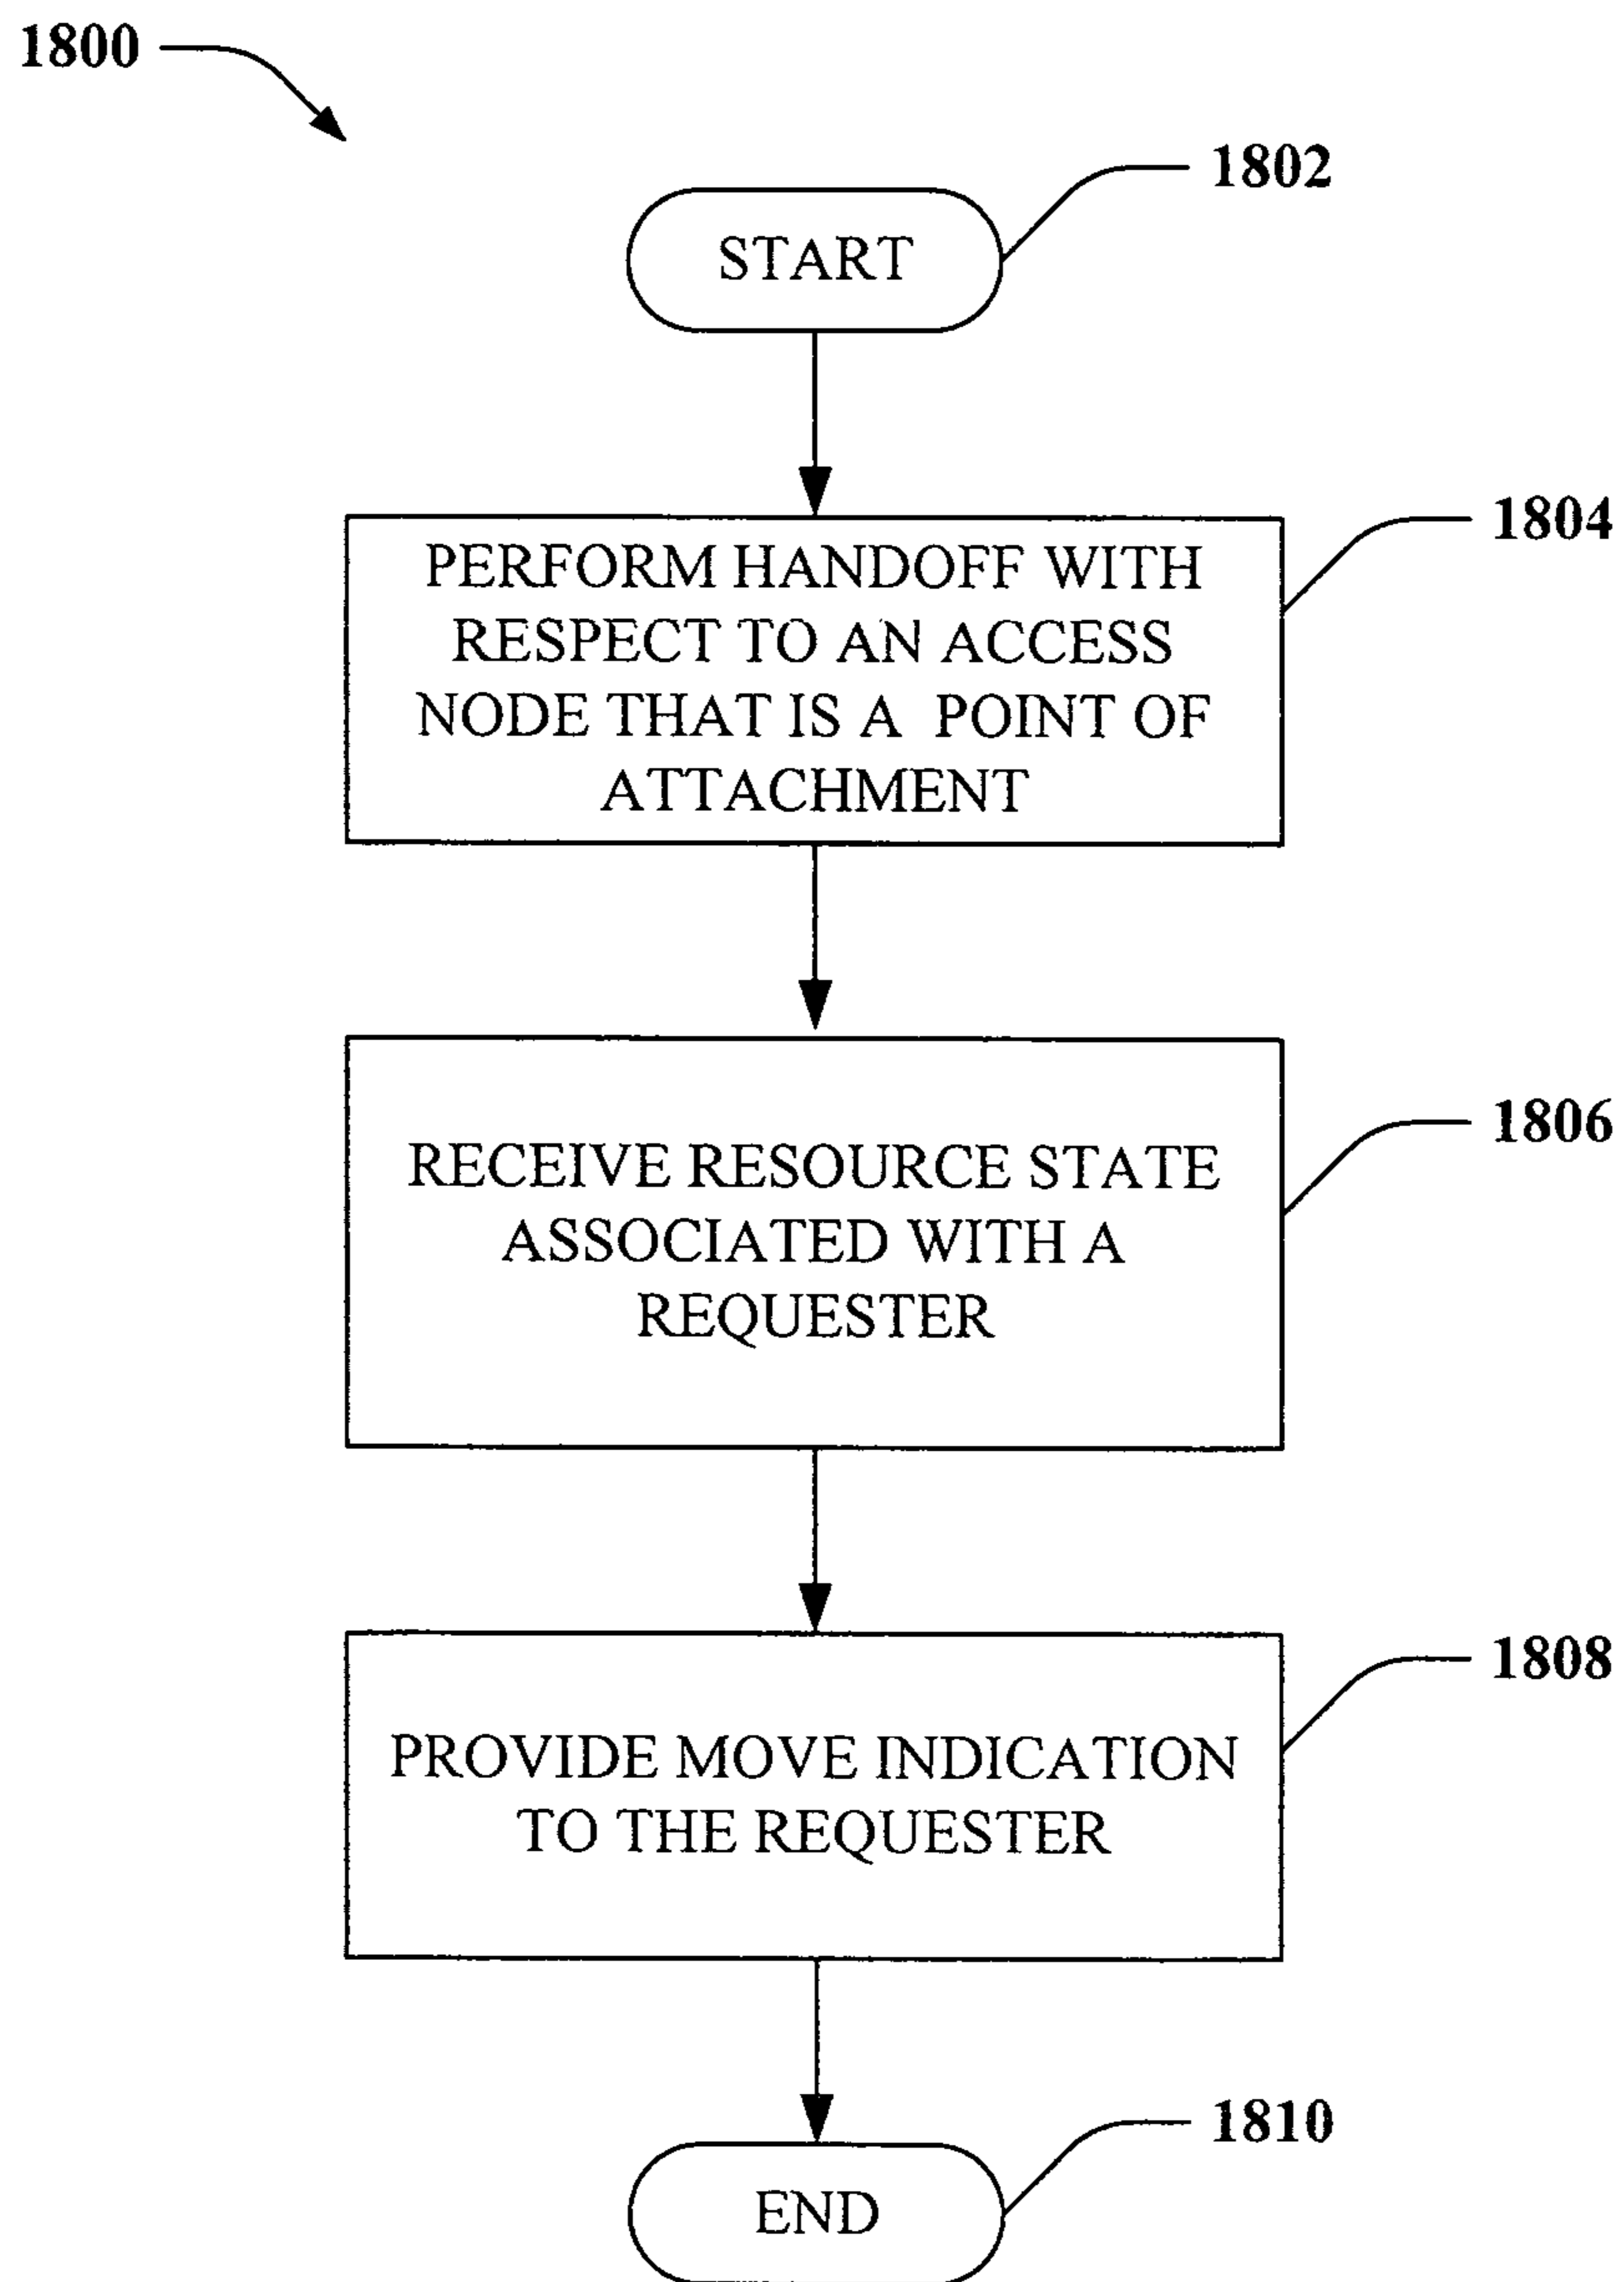 1800
1802
START
1804
PERFORM HANDOFF WITH
RESPECT TO AN ACCESS
NODE THAT IS A POINT OF
ATTACHMENT
1806
RECEIVE RESOURCE STATE
ASSOCIATED WITH A
REQUESTER
1808
PROVIDE MOVE INDICATION
TO THE REQUESTER
1810
END